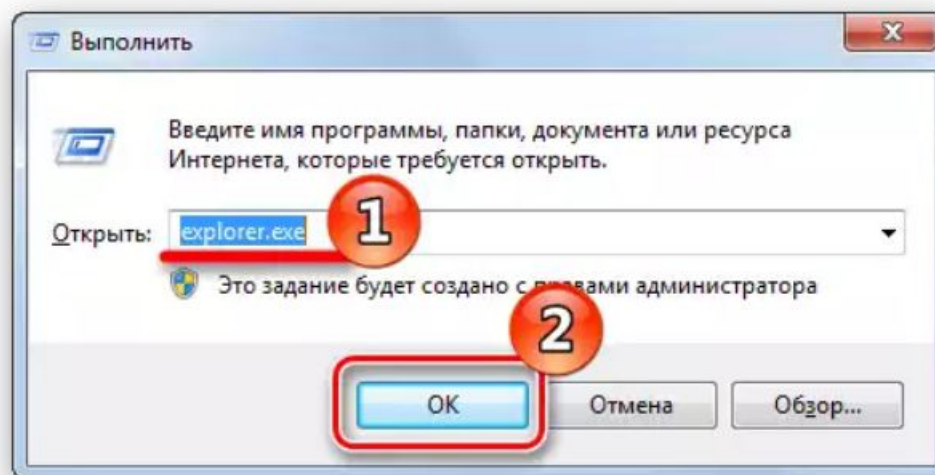 Выполнить
Введите имя программы, папки, документа или ресурса
Интернета, которые требуется открыть.
Открыть: explorer.exe 1
Это задание будет создано с правами администратора
2
OK Отмена Обзор...